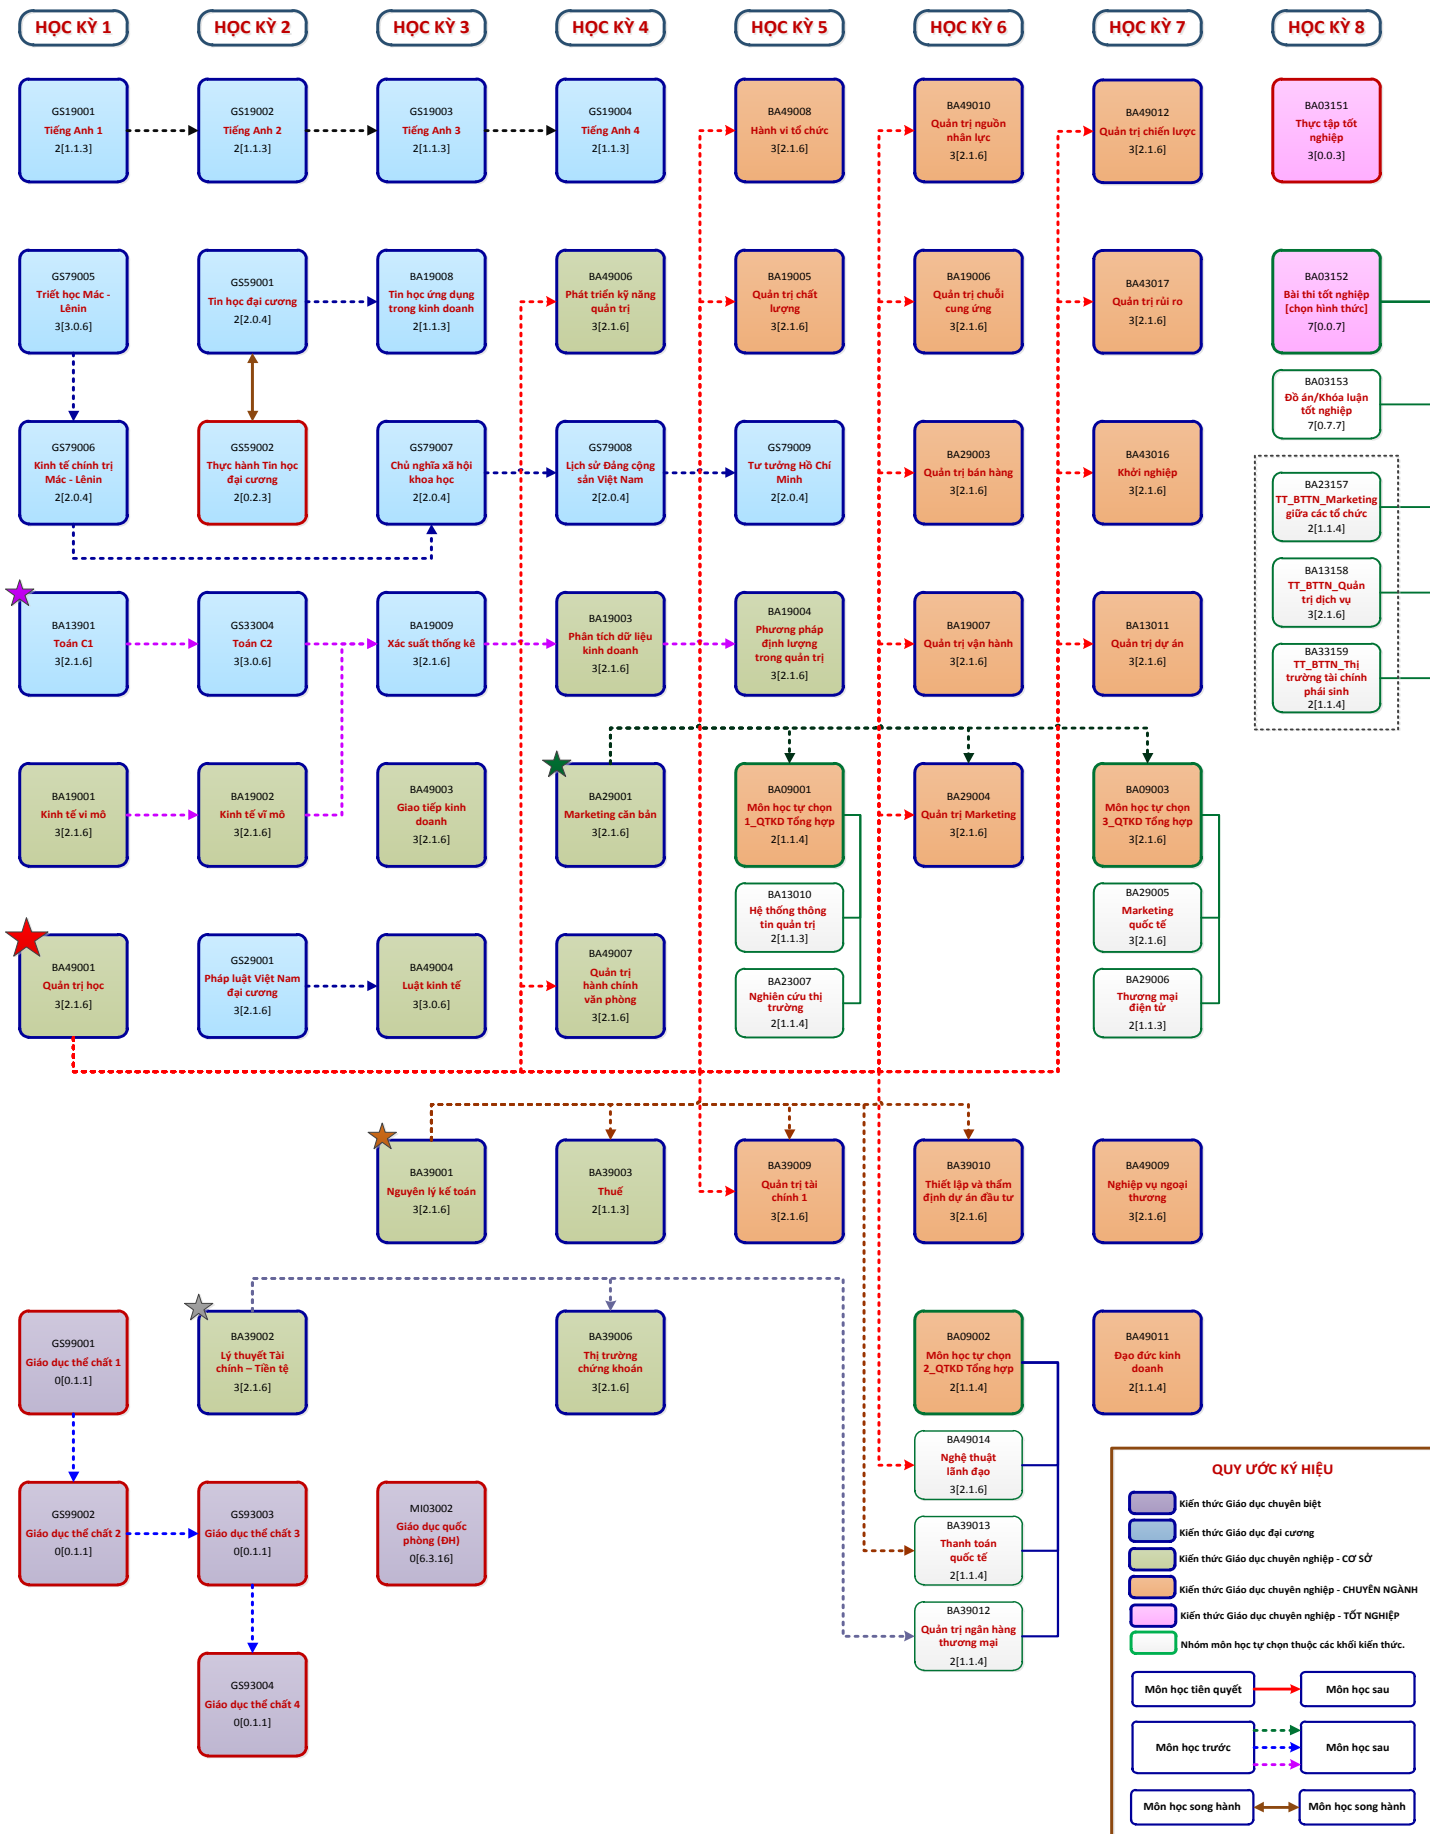 HỌC KỲ 1
HỌC KỲ 2
HỌC KỲ 3
HỌC KỲ 4
HỌC KỲ 5
HỌC KỲ 6
HỌC KỲ 7
HỌC KỲ 8
GS19001
Tiếng Anh 1
2[1.1.3]
GS19002
Tiếng Anh 2
2[1.1.3]
GS19003
Tiếng Anh 3
2[1.1.3]
GS19004
Tiếng Anh 4
2[1.1.3]
BA49008
Hành vi tổ chức
3[2.1.6]
BA49010
Quản trị nguồn
nhân lực
3[2.1.6]
BA49012
Quản trị chiến lược
3[2.1.6]
BA03151
Thực tập tốt
nghiệp
3[0.0.3]
GS79005
Triết học Mác -
Lênin
3[3.0.6]
GS59001
Tin học đại cương
2[2.0.4]
BA19008
Tin học ứng dụng
trong kinh doanh
2[1.1.3]
BA49006
Phát triển kỹ năng
quản trị
3[2.1.6]
BA19005
Quản trị chất
lượng
3[2.1.6]
BA19006
Quản trị chuỗi
cung ứng
3[2.1.6]
BA43017
Quản trị rủi ro
3[2.1.6]
BA03152
Bài thi tốt nghiệp
[chọn hình thức]
7[0.0.7]
BA03153
Đồ án/Khóa luận
tốt nghiệp
7[0.7.7]
GS79006
Kinh tế chính trị
Mác - Lênin
2[2.0.4]
GS59002
Thực hành Tin học
đại cương
2[0.2.3]
GS79007
Chủ nghĩa xã hội
khoa học
2[2.0.4]
GS79008
Lịch sử Đảng cộng
sản Việt Nam
2[2.0.4]
GS79009
Tư tưởng Hồ Chí
Minh
2[2.0.4]
BA29003
Quản trị bán hàng
3[2.1.6]
BA43016
Khởi nghiệp
3[2.1.6]
BA23157
TT_BTTN_Marketing
giữa các tổ chức
2[1.1.4]
BA13158
TT_BTTN_Quản
trị dịch vụ
3[2.1.6]
BA33159
TT_BTTN_Thị
trường tài chính
phái sinh
2[1.1.4]
BA13901
Toán C1
3[2.1.6]
GS33004
Toán C2
3[3.0.6]
BA19009
Xác suất thống kê
3[2.1.6]
BA19003
Phân tích dữ liệu
kinh doanh
3[2.1.6]
BA19004
Phương pháp
định lượng
trong quản trị
3[2.1.6]
BA19007
Quản trị vận hành
3[2.1.6]
BA13011
Quản trị dự án
3[2.1.6]
BA19001
Kinh tế vi mô
3[2.1.6]
BA19002
Kinh tế vĩ mô
3[2.1.6]
BA49003
Giao tiếp kinh
doanh
3[2.1.6]
BA29001
Marketing căn bản
3[2.1.6]
BA09001
Môn học tự chọn
1_QTKD Tổng hợp
2[1.1.4]
BA29004
Quản trị Marketing
3[2.1.6]
BA09003
Môn học tự chọn
3_QTKD Tổng hợp
3[2.1.6]
BA13010
Hệ thống thông
tin quản trị
2[1.1.3]
BA29005
Marketing
quốc tế
3[2.1.6]
BA49001
Quản trị học
3[2.1.6]
GS29001
Pháp luật Việt Nam
đại cương
3[2.1.6]
BA49004
Luật kinh tế
3[3.0.6]
BA49007
Quản trị
hành chính
văn phòng
3[2.1.6]
BA23007
Nghiên cứu thị
trường
2[1.1.4]
BA29006
Thương mại
điện tử
2[1.1.3]
BA39001
Nguyên lý kế toán
3[2.1.6]
BA39003
Thuế
2[1.1.3]
BA39009
Quản trị tài
chính 1
3[2.1.6]
BA39010
Thiết lập và thẩm
định dự án đầu tư
3[2.1.6]
BA49009
Nghiệp vụ ngoại
thương
3[2.1.6]
GS99001
Giáo dục thể chất 1
0[0.1.1]
BA39002
Lý thuyết Tài
chính – Tiền tệ
3[2.1.6]
BA39006
Thị trường
chứng khoán
3[2.1.6]
BA09002
Môn học tự chọn
2_QTKD Tổng hợp
2[1.1.4]
BA49011
Đạo đức kinh
doanh
2[1.1.4]
BA49014
Nghệ thuật
lãnh đạo
3[2.1.6]
GS99002
Giáo dục thể chất 2
0[0.1.1]
GS93003
Giáo dục thể chất 3
0[0.1.1]
MI03002
Giáo dục quốc
phòng (ĐH)
0[6.3.16]
BA39013
Thanh toán
quốc tế
2[1.1.4]
BA39012
Quản trị ngân hàng
thương mại
2[1.1.4]
GS93004
Giáo dục thể chất 4
0[0.1.1]
QUY ƯỚC KÝ HIỆU
Kiến thức Giáo dục chuyên biệt
Kiến thức Giáo dục đại cương
Kiến thức Giáo dục chuyên nghiệp - CƠ SỞ
Kiến thức Giáo dục chuyên nghiệp - CHUYÊN NGÀNH
Kiến thức Giáo dục chuyên nghiệp - TỐT NGHIỆP
Nhóm môn học tự chọn thuộc các khối kiến thức.
Môn học tiên quyết
Môn học sau
Môn học trước
Môn học sau
Môn học song hành
Môn học song hành